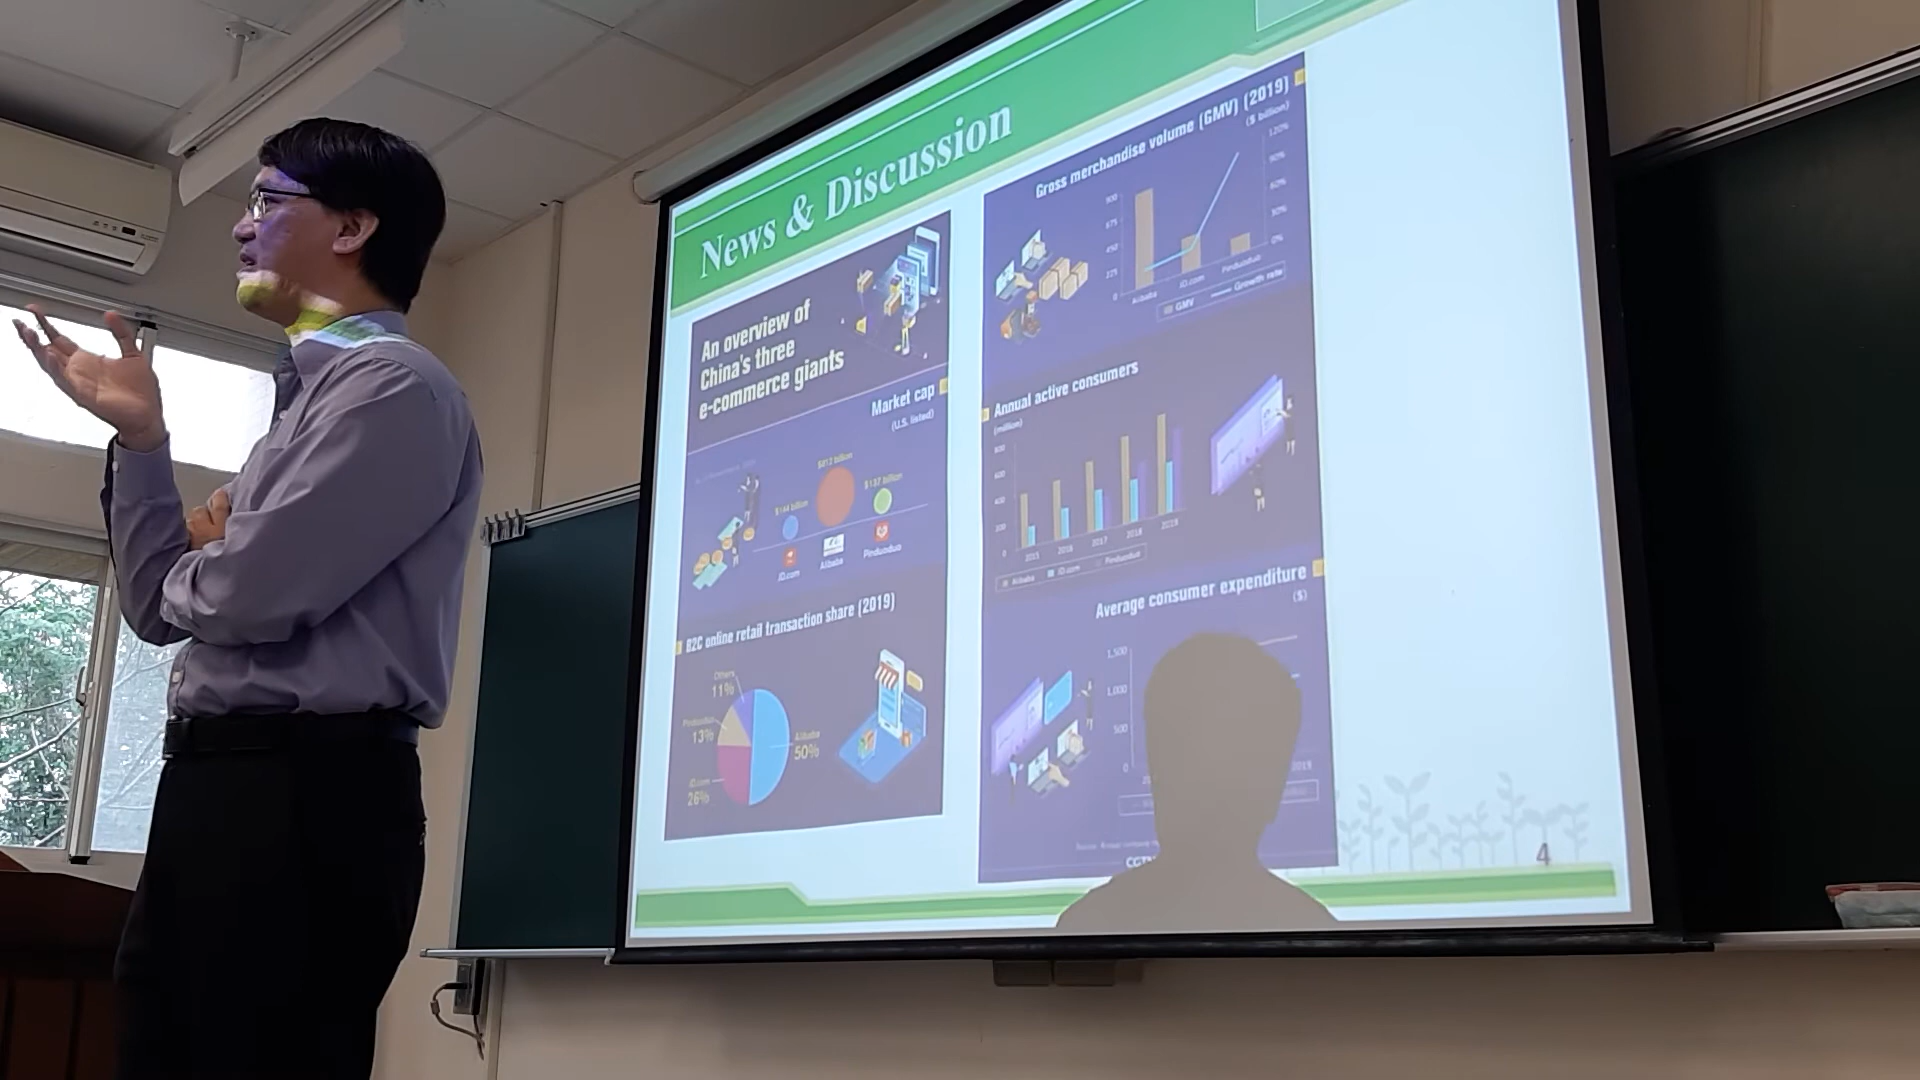 News & Discussion
An overview of
China's three
e-commerce giants
Market cap
(U.S. listed)
$812 billion
$144 billion
$137 billion
JD.com
Alibaba
Pinduoduo
B2C online retail transaction share (2019)
Others
11%
Pinduoduo
13%
Alibaba
50%
JD.com
26%
Gross merchandise volume (GMV) (2019)
($ billion)
900
675
450
225
0
120%
90%
60%
30%
0%
Alibaba
JD.com
Pinduoduo
GMV
Growth rate
Annual active consumers
(million)
800
600
400
200
0
2015
2016
2017
2018
2019
Alibaba
JD.com
Pinduoduo
Average consumer expenditure
($)
1,500
1,000
500
0
2019
4